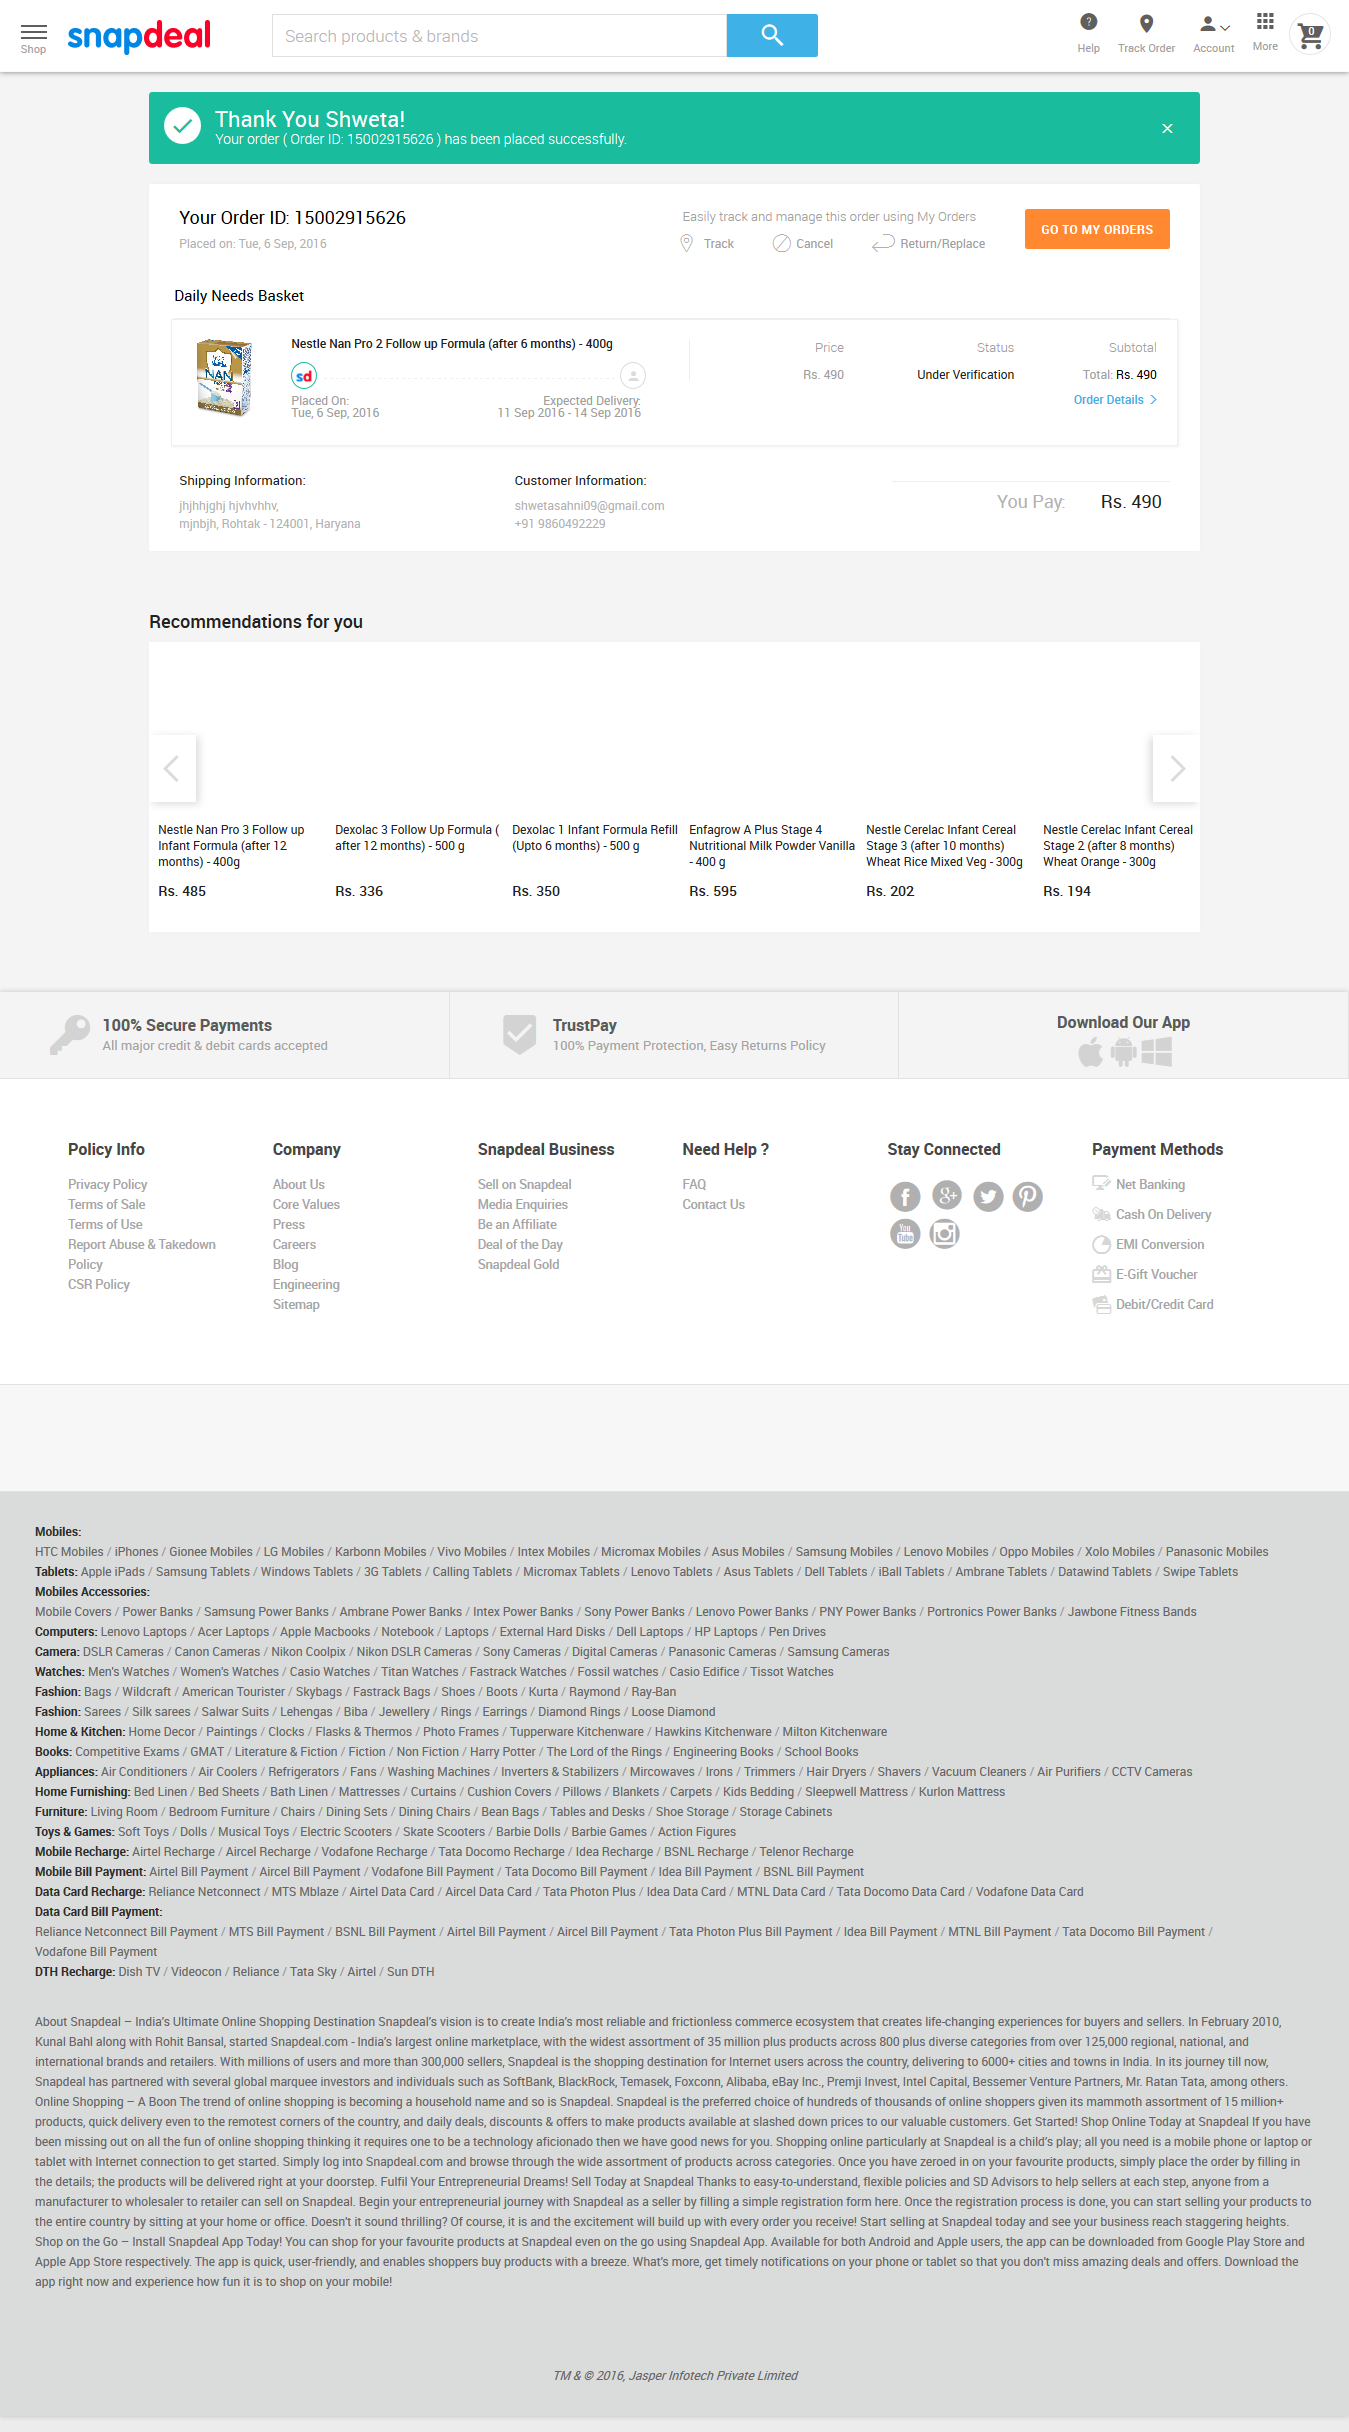 Shop
snapdeal
Search products & brands
Help
Track Order
Account
More
0
Thank You Shweta!
Your order ( Order ID: 15002915626 ) has been placed successfully.
Your Order ID: 15002915626
Placed on: Tue, 6 Sep, 2016
Easily track and manage this order using My Orders
Track
Cancel
Return/Replace
GO TO MY ORDERS
Daily Needs Basket
NAN
Nestle Nan Pro 2 Follow up Formula (after 6 months) - 400g
sd
Placed On:
Tue, 6 Sep, 2016
Expected Delivery:
11 Sep 2016 - 14 Sep 2016
Price
Rs. 490
Status
Under Verification
Subtotal
Total: Rs. 490
Order Details
Shipping Information:
jhjhhjghj hjvhvhhv,
mjnbjh, Rohtak - 124001, Haryana
Customer Information:
shwetasahni09@gmail.com
+91 9860492229
You Pay: Rs. 490
Recommendations for you
Nestle Nan Pro 3 Follow up
Infant Formula (after 12
months) - 400g
Rs. 485
Dexolac 3 Follow Up Formula (
after 12 months) - 500 g
Rs. 336
Dexolac 1 Infant Formula Refill
(Upto 6 months) - 500 g
Rs. 350
Enfagrow A Plus Stage 4
Nutritional Milk Powder Vanilla
- 400 g
Rs. 595
Nestle Cerelac Infant Cereal
Stage 3 (after 10 months)
Wheat Rice Mixed Veg - 300g
Rs. 202
Nestle Cerelac Infant Cereal
Stage 2 (after 8 months)
Wheat Orange - 300g
Rs. 194
100% Secure Payments
All major credit & debit cards accepted
TrustPay
100% Payment Protection, Easy Returns Policy
Download Our App
Policy Info
Privacy Policy
Terms of Sale
Terms of Use
Report Abuse & Takedown
Policy
CSR Policy
Company
About Us
Core Values
Press
Careers
Blog
Engineering
Sitemap
Snapdeal Business
Sell on Snapdeal
Media Enquiries
Be an Affiliate
Deal of the Day
Snapdeal Gold
Need Help ?
FAQ
Contact Us
Stay Connected
You
Tube
Payment Methods
Net Banking
Cash On Delivery
EMI Conversion
E-Gift Voucher
Debit/Credit Card
Mobiles:
HTC Mobiles / iPhones / Gionee Mobiles / LG Mobiles / Karbonn Mobiles / Vivo Mobiles / Intex Mobiles / Micromax Mobiles / Asus Mobiles / Samsung Mobiles / Lenovo Mobiles / Oppo Mobiles / Xolo Mobiles / Panasonic Mobiles
Tablets: Apple iPads / Samsung Tablets / Windows Tablets / 3G Tablets / Calling Tablets / Micromax Tablets / Lenovo Tablets / Asus Tablets / Dell Tablets / iBall Tablets / Ambrane Tablets / Datawind Tablets / Swipe Tablets
Mobiles Accessories:
Mobile Covers / Power Banks / Samsung Power Banks / Ambrane Power Banks / Intex Power Banks / Sony Power Banks / Lenovo Power Banks / PNY Power Banks / Portronics Power Banks / Jawbone Fitness Bands
Computers: Lenovo Laptops / Acer Laptops / Apple Macbooks / Notebook / Laptops / External Hard Disks / Dell Laptops / HP Laptops / Pen Drives
Camera: DSLR Cameras / Canon Cameras / Nikon Coolpix / Nikon DSLR Cameras / Sony Cameras / Digital Cameras / Panasonic Cameras / Samsung Cameras
Watches: Men's Watches / Women's Watches / Casio Watches / Titan Watches / Fastrack Watches / Fossil watches / Casio Edifice / Tissot Watches
Fashion: Bags / Wildcraft / American Tourister / Skybags / Fastrack Bags / Shoes / Boots / Kurta / Raymond / Ray-Ban
Fashion: Sarees / Silk sarees / Salwar Suits / Lehengas / Biba / Jewellery / Rings / Earrings / Diamond Rings / Loose Diamond
Home & Kitchen: Home Decor / Paintings / Clocks / Flasks & Thermos / Photo Frames / Tupperware Kitchenware / Hawkins Kitchenware / Milton Kitchenware
Books: Competitive Exams / GMAT / Literature & Fiction / Fiction / Non Fiction / Harry Potter / The Lord of the Rings / Engineering Books / School Books
Appliances: Air Conditioners / Air Coolers / Refrigerators / Fans / Washing Machines / Inverters & Stabilizers / Mircowaves / Irons / Trimmers / Hair Dryers / Shavers / Vacuum Cleaners / Air Purifiers / CCTV Cameras
Home Furnishing: Bed Linen / Bed Sheets / Bath Linen / Mattresses / Curtains / Cushion Covers / Pillows / Blankets / Carpets / Kids Bedding / Sleepwell Mattress / Kurlon Mattress
Furniture: Living Room / Bedroom Furniture / Chairs / Dining Sets / Dining Chairs / Bean Bags / Tables and Desks / Shoe Storage / Storage Cabinets
Toys & Games: Soft Toys / Dolls / Musical Toys / Electric Scooters / Skate Scooters / Barbie Dolls / Barbie Games / Action Figures
Mobile Recharge: Airtel Recharge / Aircel Recharge / Vodafone Recharge / Tata Docomo Recharge / Idea Recharge / BSNL Recharge / Telenor Recharge
Mobile Bill Payment: Airtel Bill Payment / Aircel Bill Payment / Vodafone Bill Payment / Tata Docomo Bill Payment / Idea Bill Payment / BSNL Bill Payment
Data Card Recharge: Reliance Netconnect / MTS Mblaze / Airtel Data Card / Aircel Data Card / Tata Photon Plus / Idea Data Card / MTNL Data Card / Tata Docomo Data Card / Vodafone Data Card
Data Card Bill Payment:
Reliance Netconnect Bill Payment / MTS Bill Payment / BSNL Bill Payment / Airtel Bill Payment / Aircel Bill Payment / Tata Photon Plus Bill Payment / Idea Bill Payment / MTNL Bill Payment / Tata Docomo Bill Payment /
Vodafone Bill Payment
DTH Recharge: Dish TV / Videocon / Reliance / Tata Sky / Airtel / Sun DTH
About Snapdeal – India's Ultimate Online Shopping Destination Snapdeal's vision is to create India's most reliable and frictionless commerce ecosystem that creates life-changing experiences for buyers and sellers. In February 2010,
Kunal Bahl along with Rohit Bansal, started Snapdeal.com - India's largest online marketplace, with the widest assortment of 35 million plus products across 800 plus diverse categories from over 125,000 regional, national, and
international brands and retailers. With millions of users and more than 300,000 sellers, Snapdeal is the shopping destination for Internet users across the country, delivering to 6000+ cities and towns in India. In its journey till now,
Snapdeal has partnered with several global marquee investors and individuals such as SoftBank, BlackRock, Temasek, Foxconn, Alibaba, eBay Inc., Premji Invest, Intel Capital, Bessemer Venture Partners, Mr. Ratan Tata, among others.
Online Shopping – A Boon The trend of online shopping is becoming a household name and so is Snapdeal. Snapdeal is the preferred choice of hundreds of thousands of online shoppers given its mammoth assortment of 15 million+
products, quick delivery even to the remotest corners of the country, and daily deals, discounts & offers to make products available at slashed down prices to our valuable customers. Get Started! Shop Online Today at Snapdeal If you have
been missing out on all the fun of online shopping thinking it requires one to be a technology aficionado then we have good news for you. Shopping online particularly at Snapdeal is a child's play; all you need is a mobile phone or laptop or
tablet with Internet connection to get started. Simply log into Snapdeal.com and browse through the wide assortment of products across categories. Once you have zeroed in on your favourite products, simply place the order by filling in
the details; the products will be delivered right at your doorstep. Fulfil Your Entrepreneurial Dreams! Sell Today at Snapdeal Thanks to easy-to-understand, flexible policies and SD Advisors to help sellers at each step, anyone from a
manufacturer to wholesaler to retailer can sell on Snapdeal. Begin your entrepreneurial journey with Snapdeal as a seller by filling a simple registration form here. Once the registration process is done, you can start selling your products to
the entire country by sitting at your home or office. Doesn't it sound thrilling? Of course, it is and the excitement will build up with every order you receive! Start selling at Snapdeal today and see your business reach staggering heights.
Shop on the Go – Install Snapdeal App Today! You can shop for your favourite products at Snapdeal even on the go using Snapdeal App. Available for both Android and Apple users, the app can be downloaded from Google Play Store and
Apple App Store respectively. The app is quick, user-friendly, and enables shoppers buy products with a breeze. What's more, get timely notifications on your phone or tablet so that you don't miss amazing deals and offers. Download the
app right now and experience how fun it is to shop on your mobile!
TM & © 2016, Jasper Infotech Private Limited